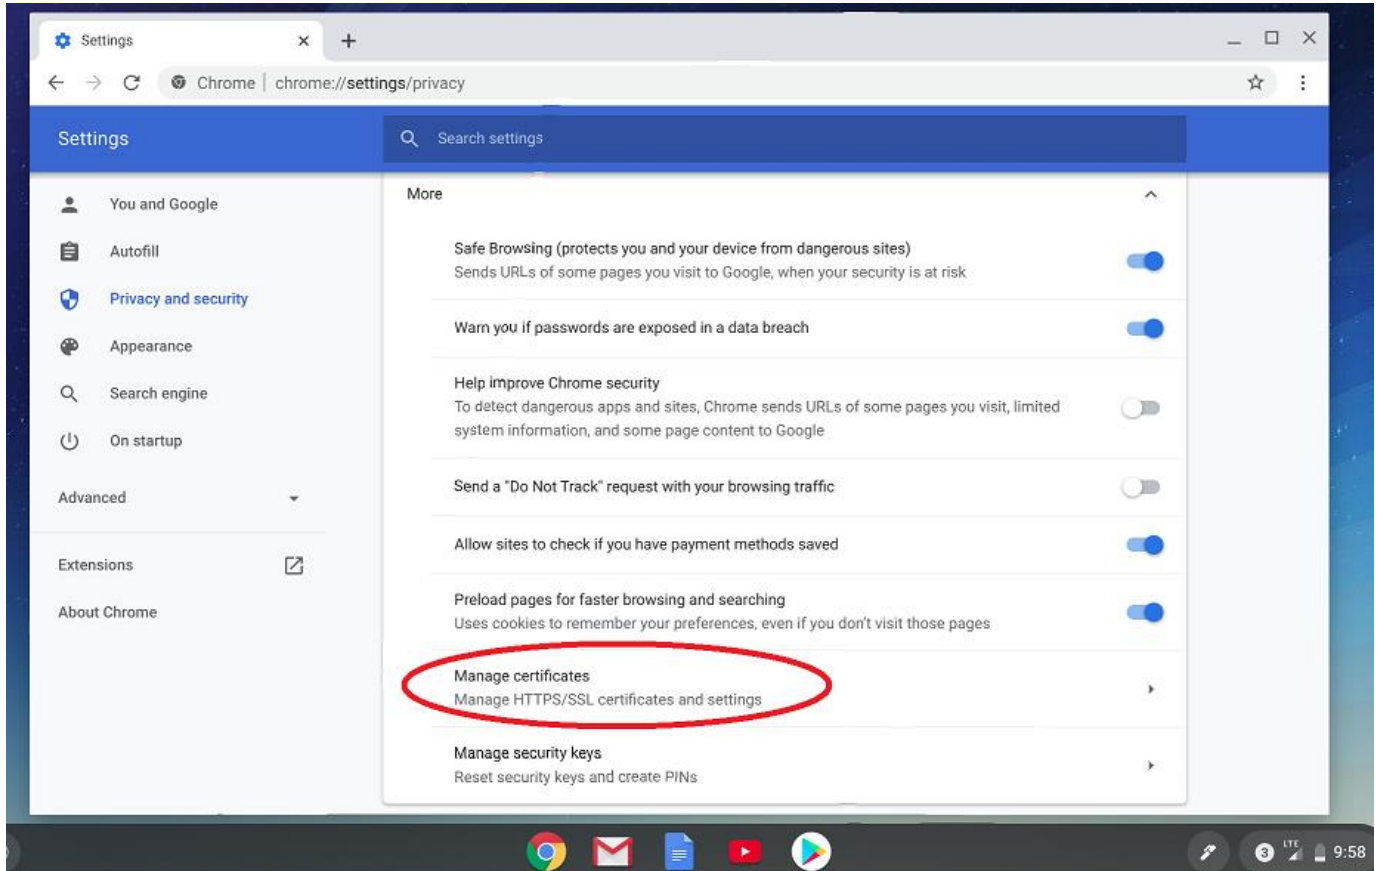 Settings
Chrome | chrome://settings/privacy
Settings
Search settings
You and Google
Autofill
Privacy and security
Appearance
Search engine
On startup
Advanced
Extensions
About Chrome
More
Safe Browsing (protects you and your device from dangerous sites)
Sends URLs of some pages you visit to Google, when your security is at risk
Warn you if passwords are exposed in a data breach
Help improve Chrome security
To detect dangerous apps and sites, Chrome sends URLs of some pages you visit, limited
system information, and some page content to Google
Send a "Do Not Track" request with your browsing traffic
Allow sites to check if you have payment methods saved
Preload pages for faster browsing and searching
Uses cookies to remember your preferences, even if you don't visit those pages
Manage certificates
Manage HTTPS/SSL certificates and settings
Manage security keys
Reset security keys and create PINs
3 LTE 9:58